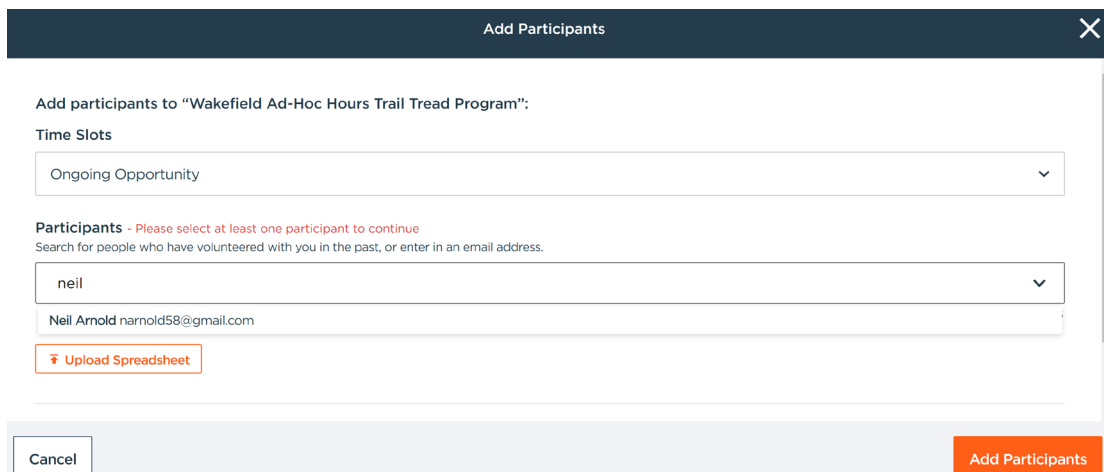 Add Participants
Add participants to “Wakefield Ad-Hoc Hours Trail Tread Program”:
Time Slots
Ongoing Opportunity
Participants - Please select at least one participant to continue
Search for people who have volunteered with you in the past, or enter in an email address.
neil
Neil Arnold narnold58@gmail.com
Upload Spreadsheet
Cancel
Add Participants